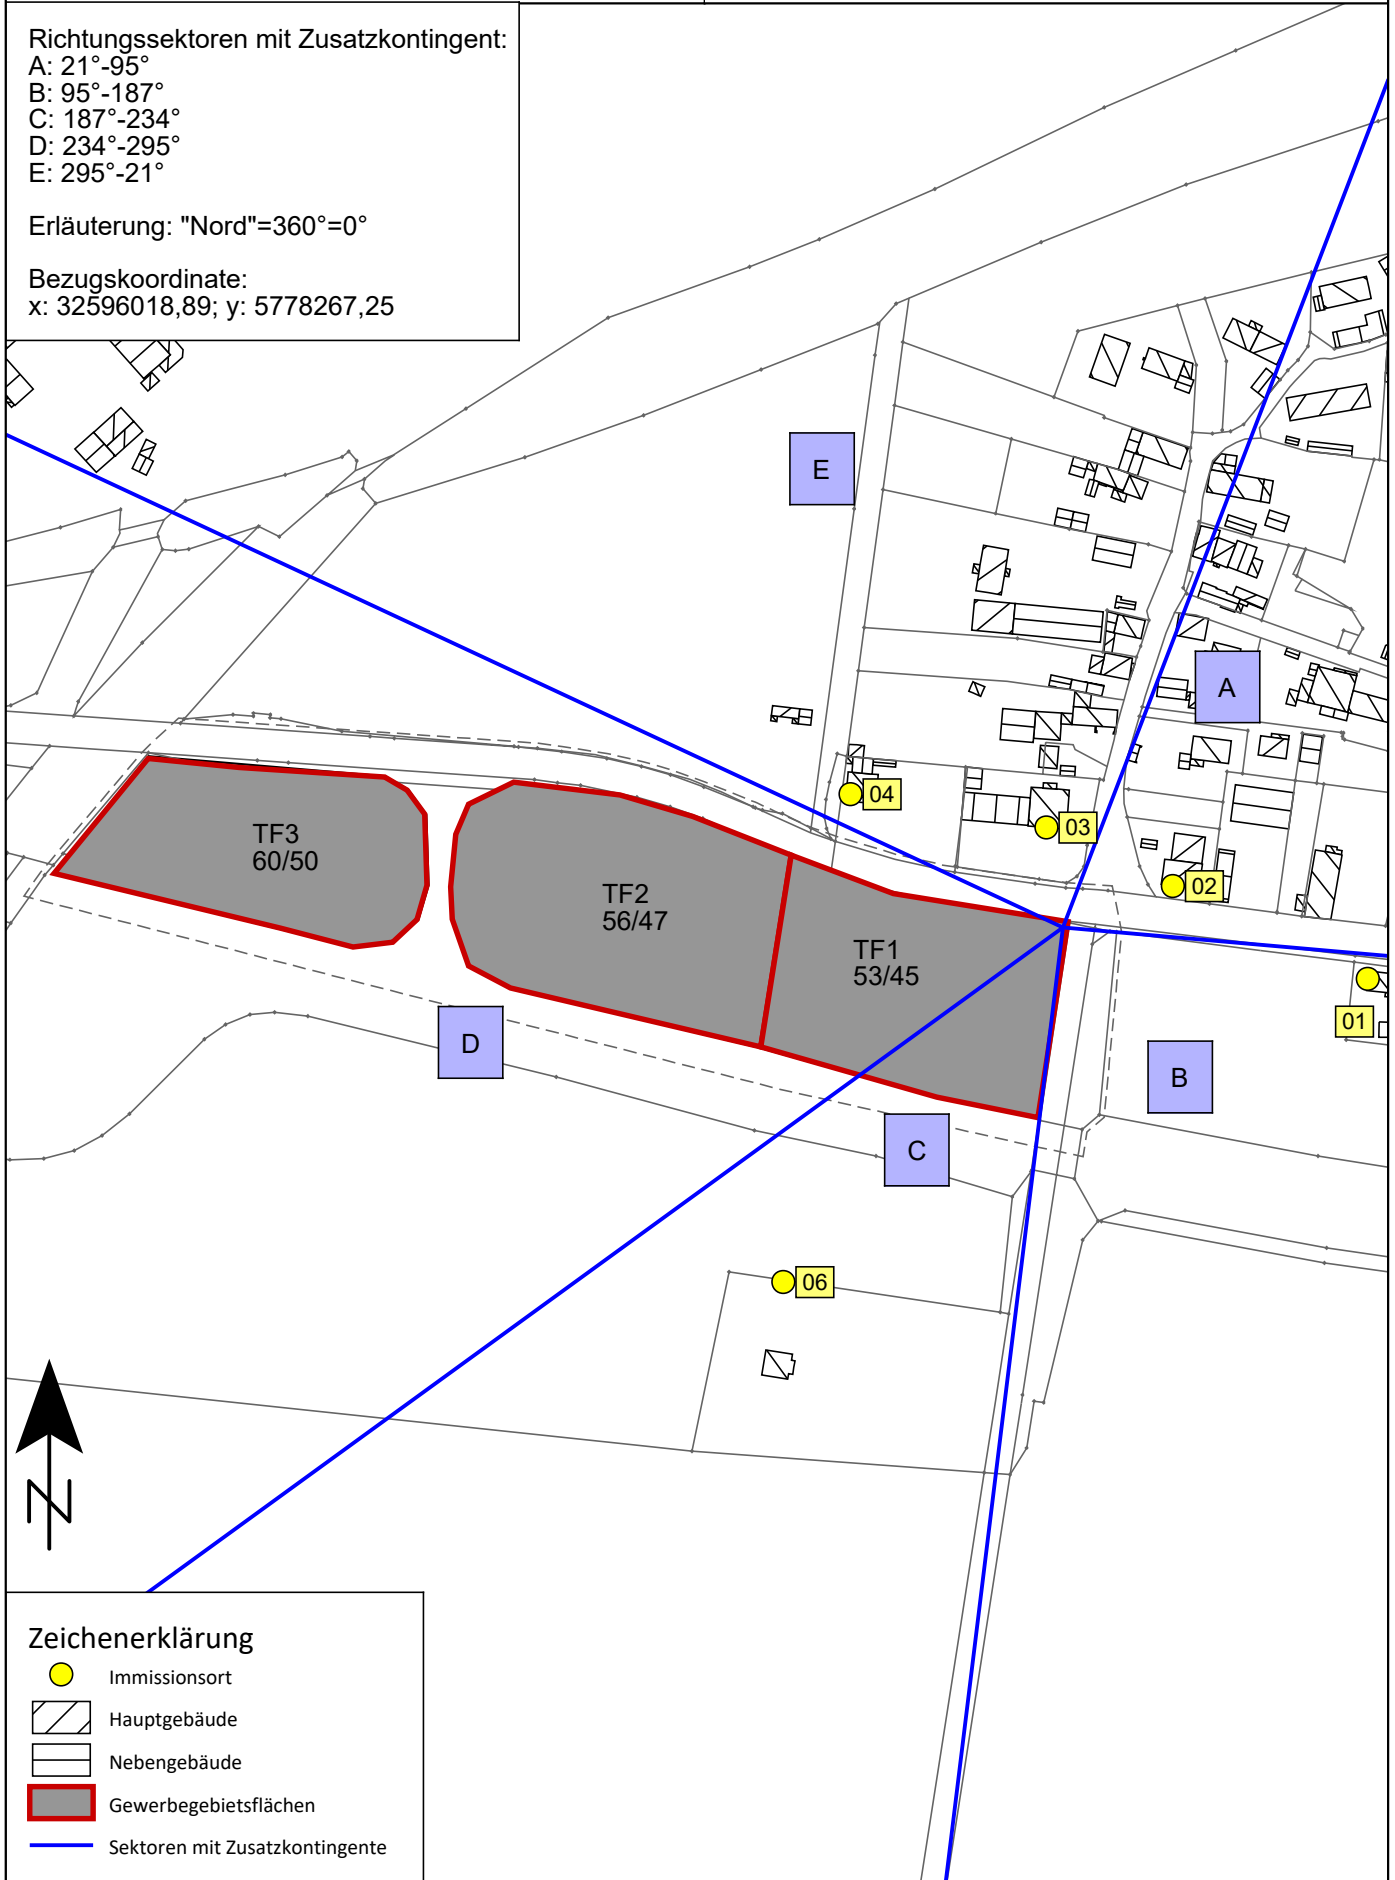 Richtungssektoren mit Zusatzkontingent:
A: 21°-95°
B: 95°-187°
C: 187°-234°
D: 234°-295°
E: 295°-21°
Erläuterung: "Nord"=360°=0°
Bezugskoordinate:
x: 32596018,89; y: 5778267,25
E
A
04
03
TF3
60/50
02
TF2
56/47
TF1
53/45
01
D
B
C
06
N
Zeichenerklärung
Immissionsort
Hauptgebäude
Nebengebäude
Gewerbegebietsflächen
Sektoren mit Zusatzkontingente